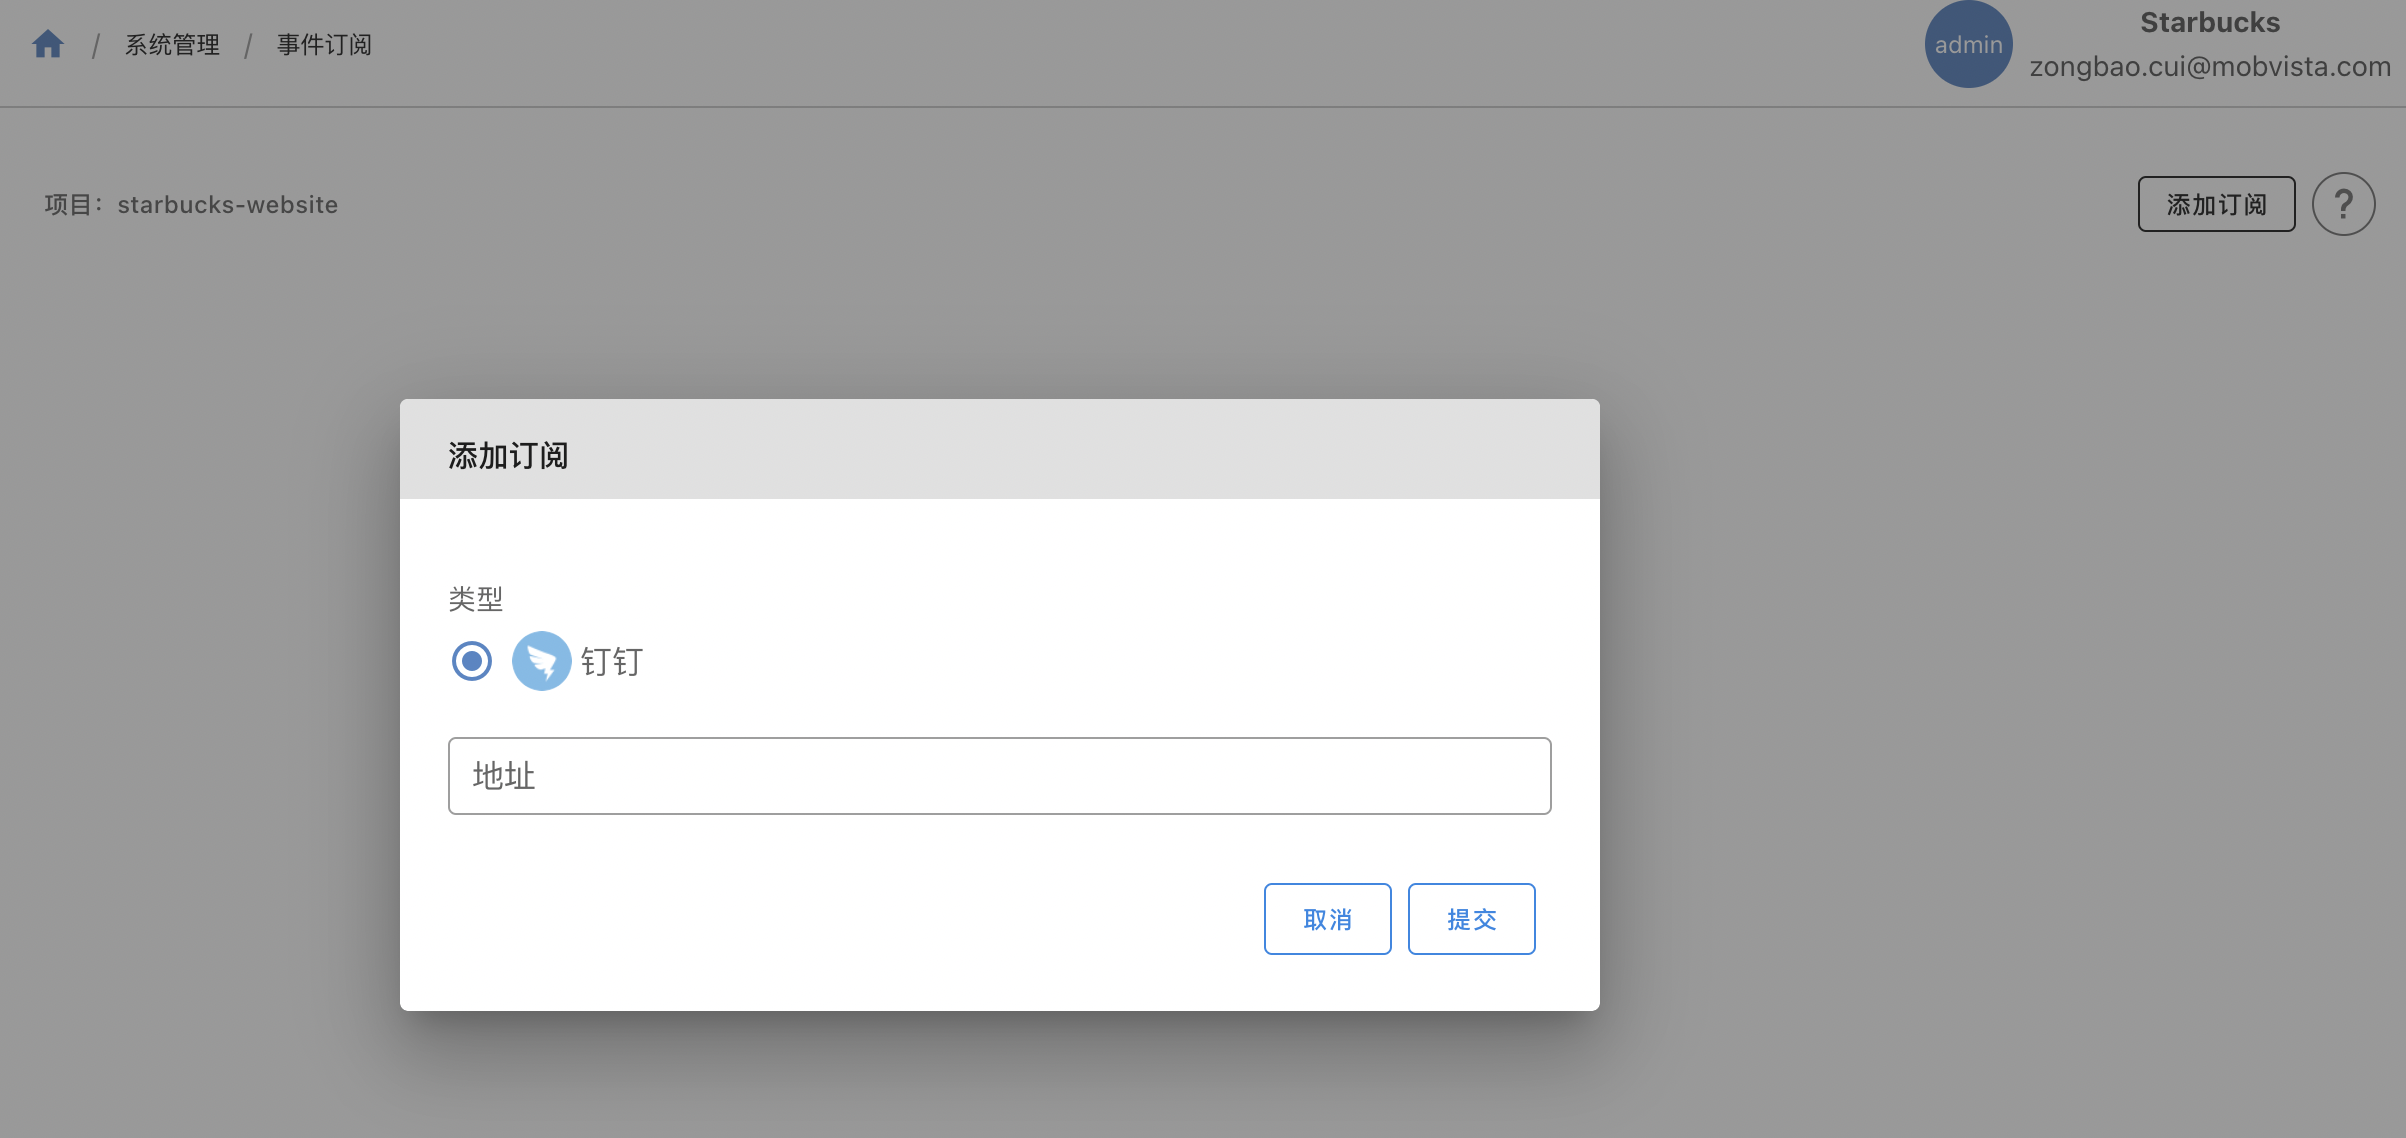 / 系统管理 / 事件订阅
admin
Starbucks
zongbao.cui@mobvista.com
项目：starbucks-website
添加订阅
?
添加订阅
类型
钉钉
地址
取消
提交